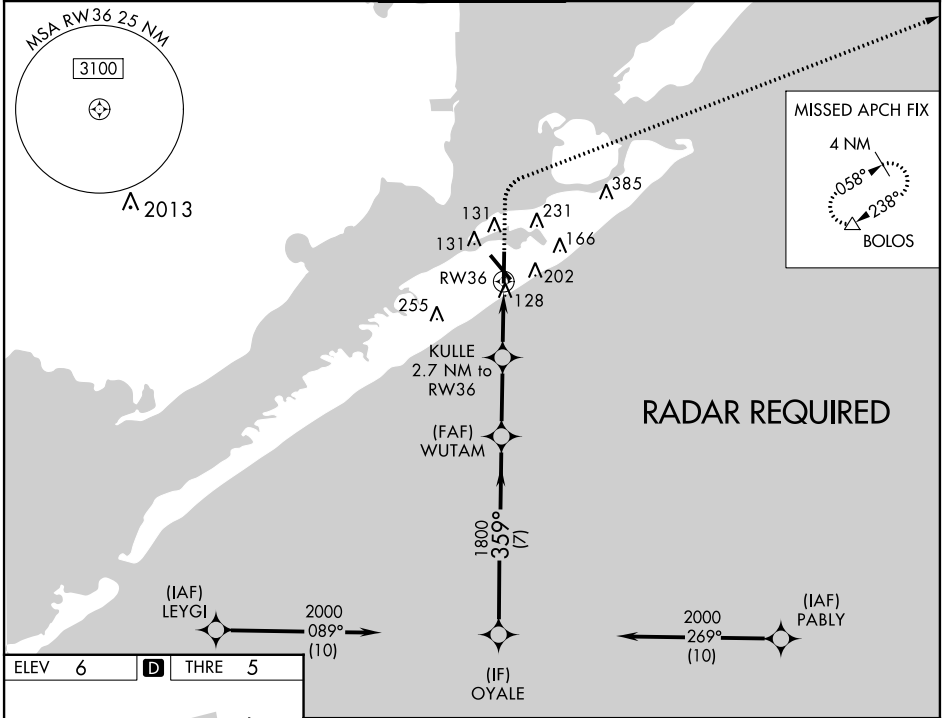 MSA RW36 25 NM
3100
2013
MISSED APCH FIX
4 NM
058°
238°
BOLOS
385
131
231
131
166
RW36
202
128
255
KULLE
2.7 NM to
RW36
RADAR REQUIRED
(FAF)
WUTAM
1800
359°
(7)
(IAF)
LEYGI
2000
089°
(10)
2000
269°
(10)
(IAF)
PABLY
(IF)
OYALE
ELEV 6
D
THRE 5